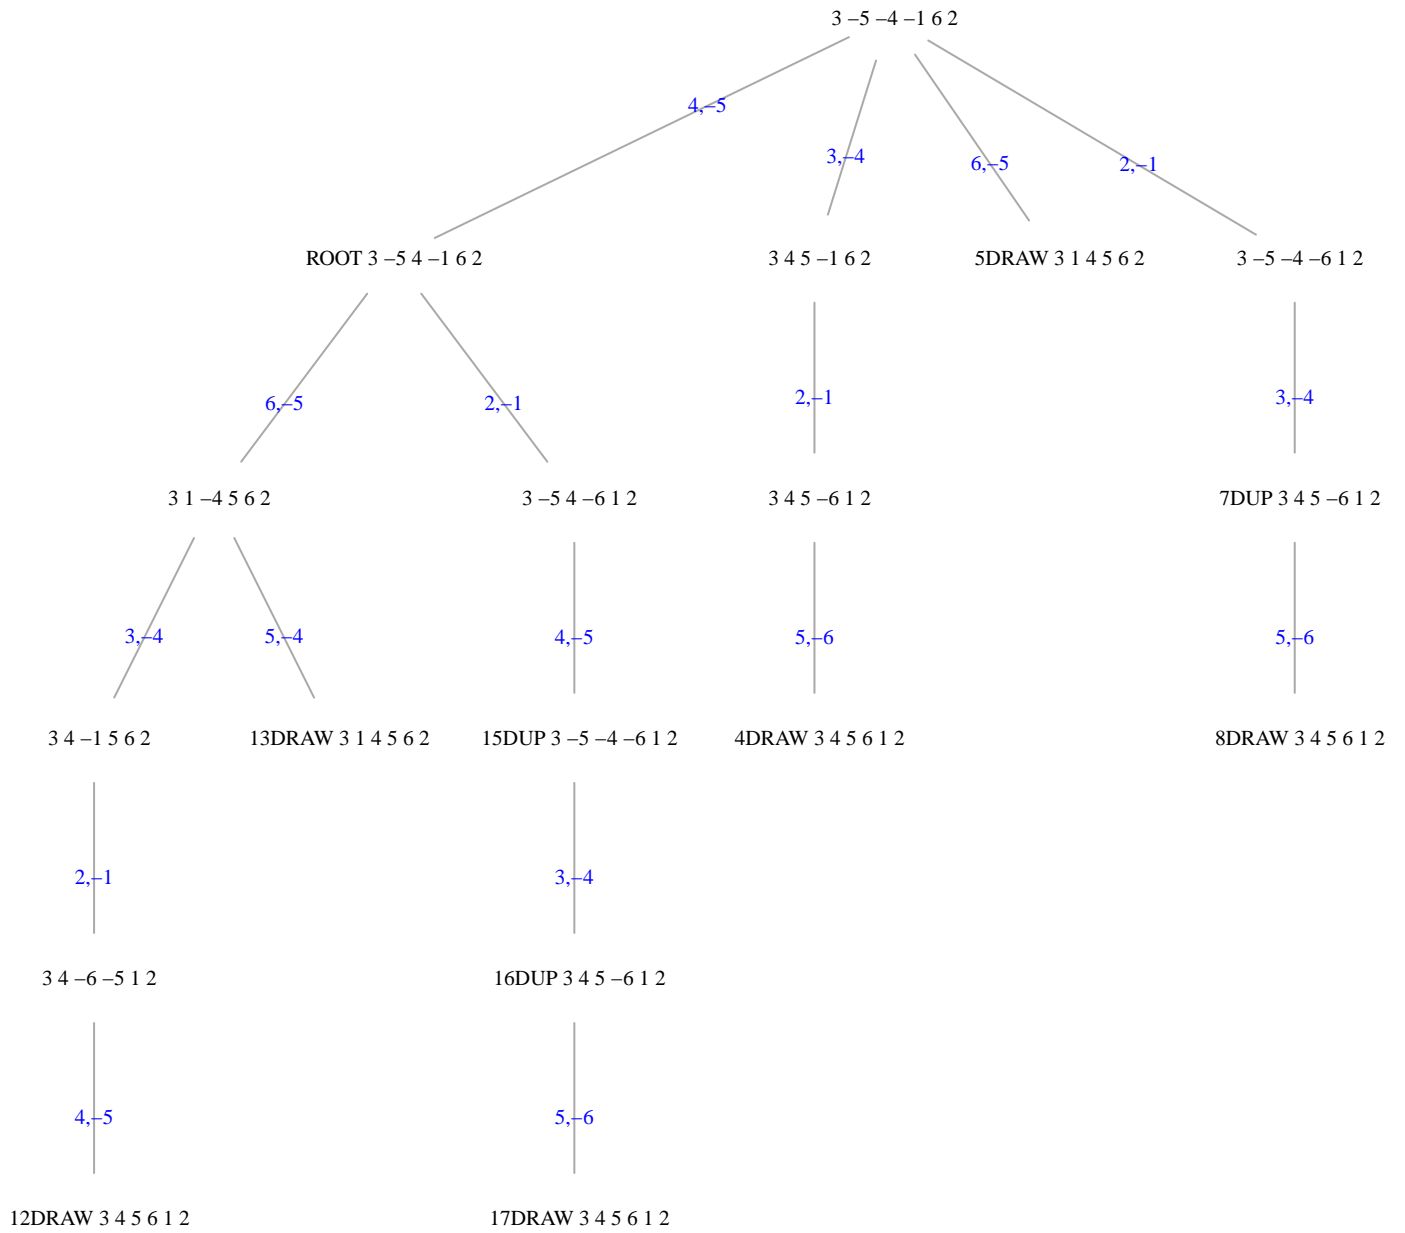 3 –5 –4 –1 6 2
4,–5
3,–4
6,–5
2,–1
ROOT 3 –5 4 –1 6 2
3 4 5 –1 6 2
5DRAW 3 1 4 5 6 2
3 –5 –4 –6 1 2
6,–5
2,–1
2,–1
3,–4
3 1 –4 5 6 2
3 –5 4 –6 1 2
3 4 5 –6 1 2
7DUP 3 4 5 –6 1 2
3,–4
5,–4
4,–5
5,–6
5,–6
3 4 –1 5 6 2
13DRAW 3 1 4 5 6 2
15DUP 3 –5 –4 –6 1 2
4DRAW 3 4 5 6 1 2
8DRAW 3 4 5 6 1 2
2,–1
3,–4
3 4 –6 –5 1 2
16DUP 3 4 5 –6 1 2
4,–5
5,–6
12DRAW 3 4 5 6 1 2
17DRAW 3 4 5 6 1 2